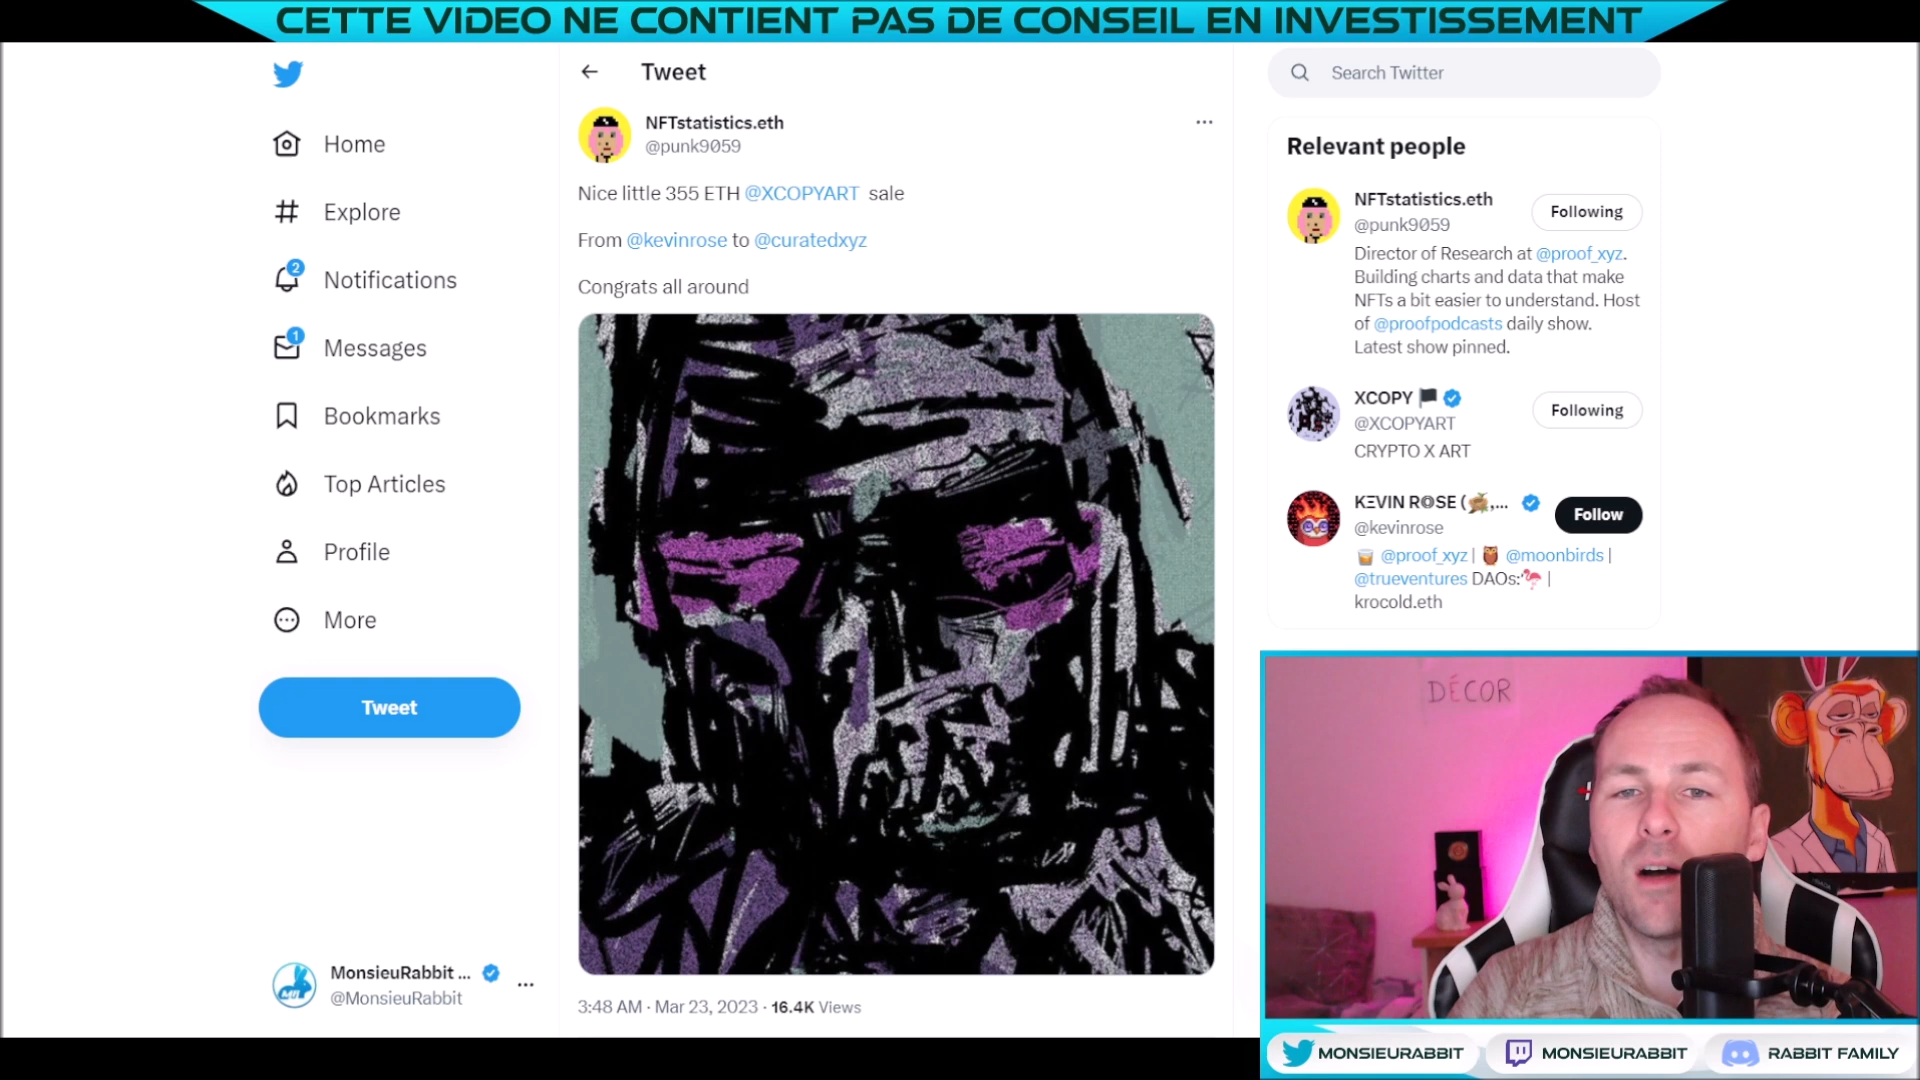 CETTE VIDEO NE CONTIENT PAS DE CONSEIL EN INVESTISSEMENT
Home
Explore
2
Notifications
1
Messages
Bookmarks
Top Articles
Profile
More
Tweet
MonsieuRabbit ...
@MonsieuRabbit
Tweet
NFTstatistics.eth
@punk9059
Nice little 355 ETH @XCOPYART sale
From @kevinrose to @curatedxyz
Congrats all around
3:48 AM · Mar 23, 2023 · 16.4K Views
Search Twitter
Relevant people
NFTstatistics.eth
@punk9059
Following
Director of Research at @proof_xyz.
Building charts and data that make
NFTs a bit easier to understand. Host
of @proofpodcasts daily show.
Latest show pinned.
XCOPY 🏴
@XCOPYART
Following
CRYPTO X ART
KΞVIN R◎SE (🪹,...
@kevinrose
Follow
🥃 @proof_xyz | 🦉 @moonbirds |
@trueventures DAOs:🦩 |
krocold.eth
DÉCOR
MONSIEURABBIT
MONSIEURABBIT
RABBIT FAMILY